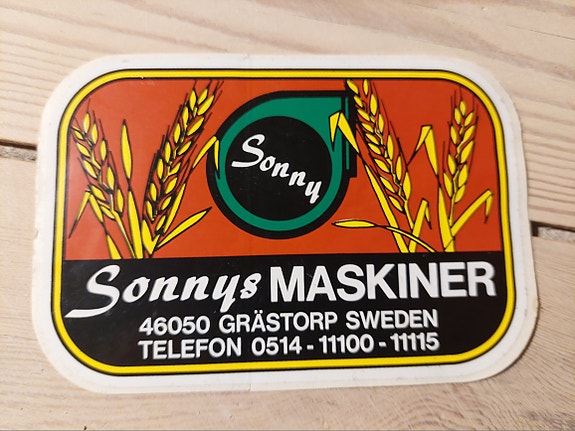 Sonny
Sonnys MASKINER
46050 GRÄSTORP SWEDEN
TELEFON 0514 - 11100 - 11115